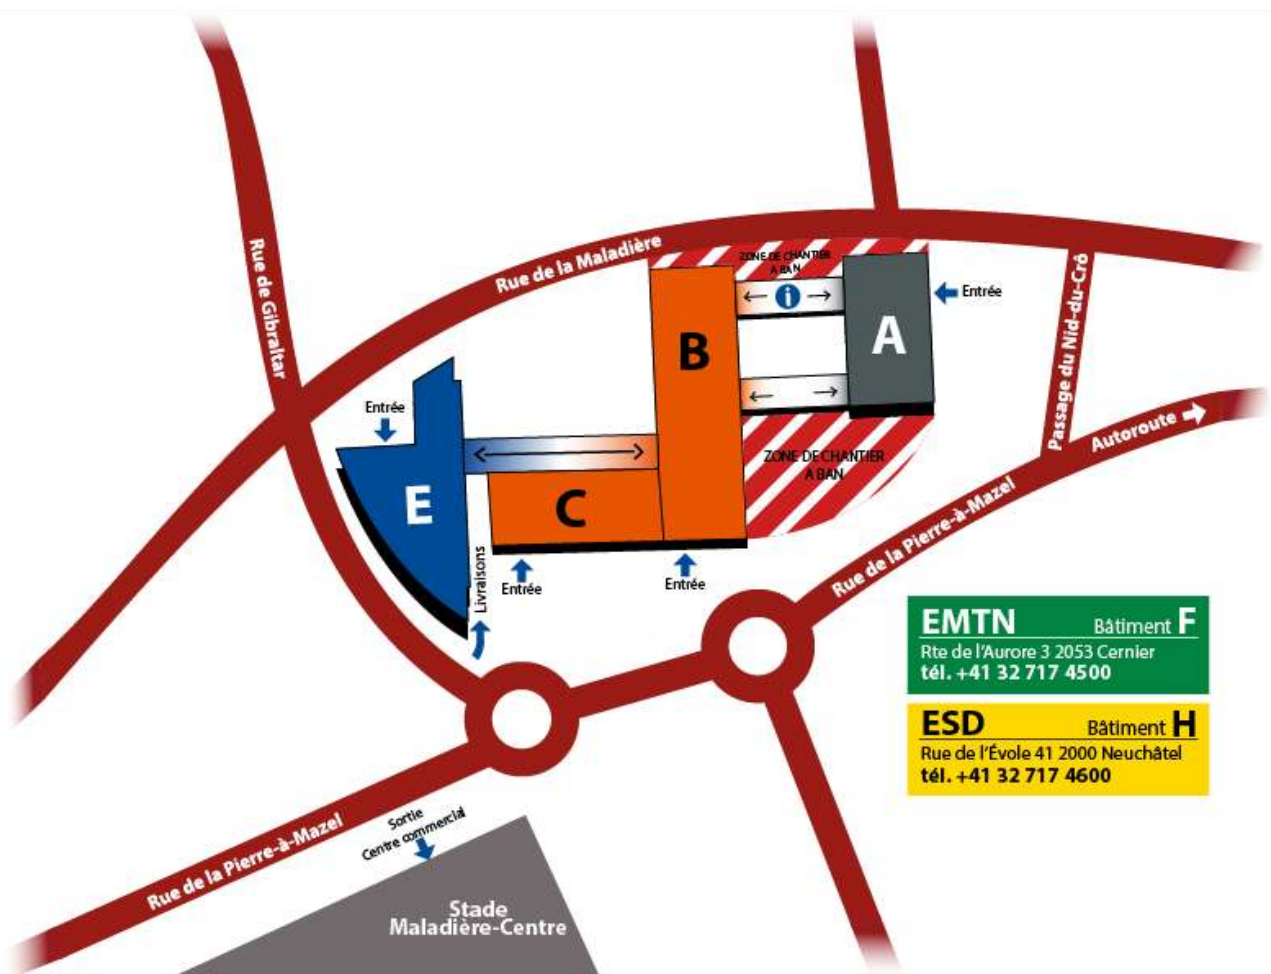 Rue de Gibraltar
Rue de la Maladière
ZONE DE CHANTIER
A BAN
i
A
Entrée
Passage du Nid-du-Crô
Autoroute
B
Entrée
E
C
ZONE DE CHANTIER
A BAN
Livraisons
Entrée
Entrée
Rue de la Pierre-à-Mazel
EMTN Bâtiment F
Rte de l'Aurore 3 2053 Cernier
tél. +41 32 717 4500
ESD Bâtiment H
Rue de l'Évole 41 2000 Neuchâtel
tél. +41 32 717 4600
Rue de la Pierre-à-Mazel
Sortie
Centre commercial
Stade
Maladière-Centre